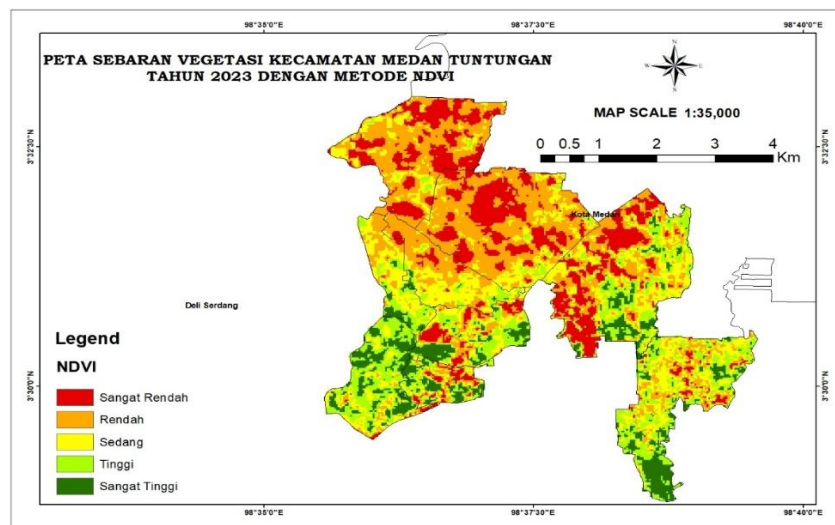 98°35'0"E 98°37'30"E 98°40'0"E
PETA SEBARAN VEGETASI KECAMATAN MEDAN TUNTUNGAN
TAHUN 2023 DENGAN METODE NDVI
N
W E
S
MAP SCALE 1:35,000
0 0.5 1 2 3 4
Km
3°32'30"N 3°32'30"N
Kota Medan
Deli Serdang
3°30'0"N 3°30'0"N
Legend
NDVI
Sangat Rendah
Rendah
Sedang
Tinggi
Sangat Tinggi
98°35'0"E 98°37'30"E 98°40'0"E